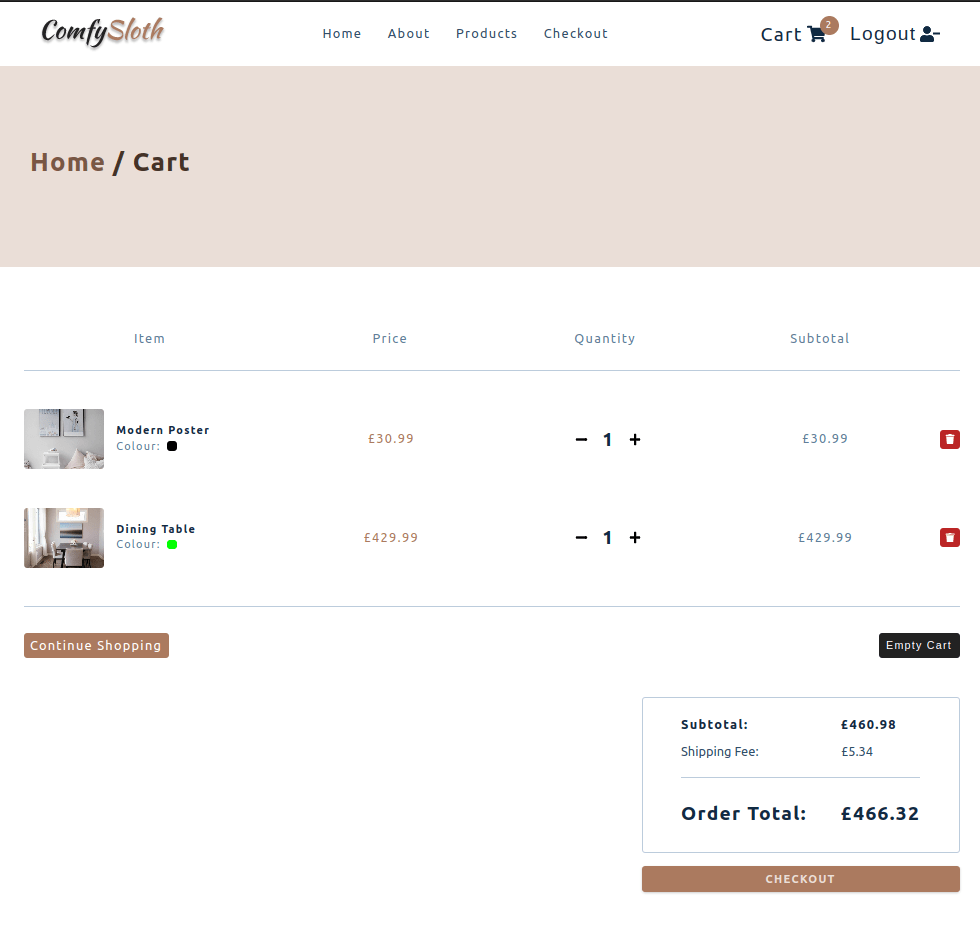 ComfySloth
Home About Products Checkout
Cart 2 Logout
Home / Cart
Item Price Quantity Subtotal
Modern Poster
Colour:
£30.99 1 £30.99
Dining Table
Colour:
£429.99 1 £429.99
Continue Shopping Empty Cart
Subtotal: £460.98
Shipping Fee: £5.34
Order Total: £466.32
CHECKOUT